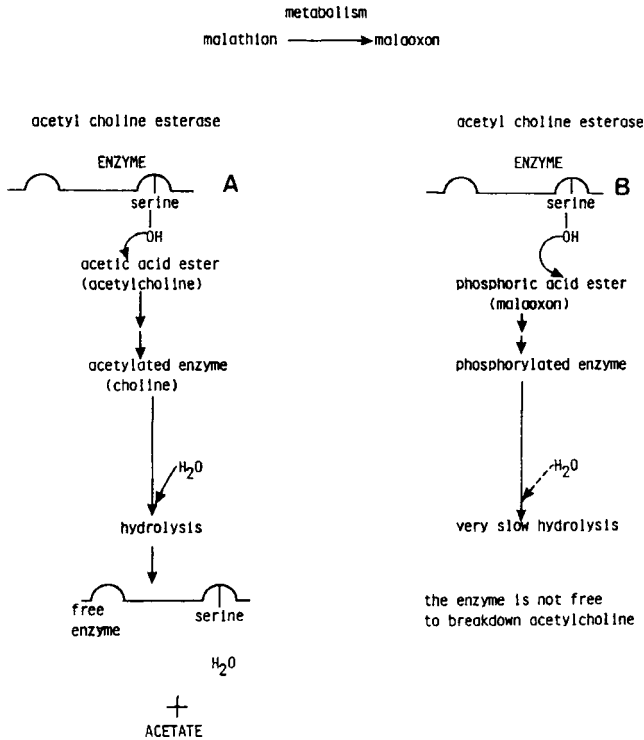 metabolism
malathion malaoxon
acetyl choline esterase
ENZYME
A
serine
OH
acetic acid ester
(acetylcholine)
acetylated enzyme
(choline)
H2O
hydrolysis
free
enzyme
serine
H2O
+
ACETATE
acetyl choline esterase
ENZYME
B
serine
OH
phosphoric acid ester
(malaoxon)
phosphorylated enzyme
H2O
very slow hydrolysis
the enzyme is not free
to breakdown acetylcholine